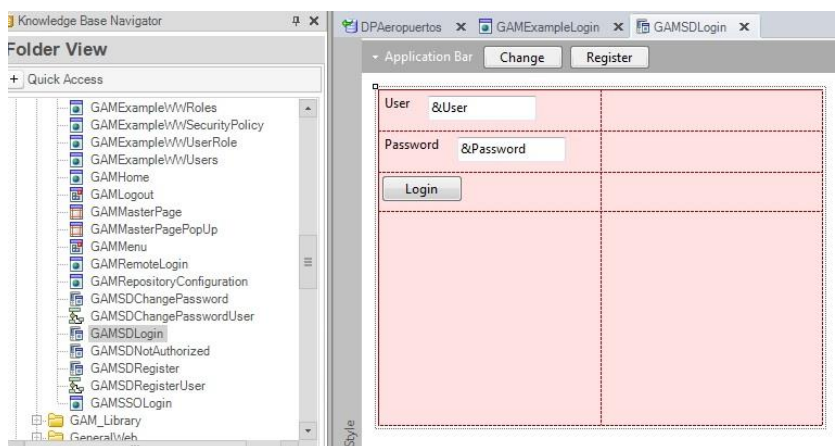 Knowledge Base Navigator
Folder View
Quick Access
GAMExampleWWRoles
GAMExampleWWSecurityPolicy
GAMExampleWWUserRole
GAMExampleWWUsers
GAMHome
GAMLogout
GAMMasterPage
GAMMasterPagePopUp
GAMMenu
GAMRemoteLogin
GAMRepositoryConfiguration
GAMSDChangePassword
GAMSDChangePasswordUser
GAMSDLogin
GAMSDNotAuthorized
GAMSDRegister
GAMSDRegisterUser
GAMSSOLogin
GAM_Library
GeneralWeb
DPAeropuertos GAMExampleLogin GAMSDLogin
Application Bar Change Register
User &User
Password &Password
Login
Style